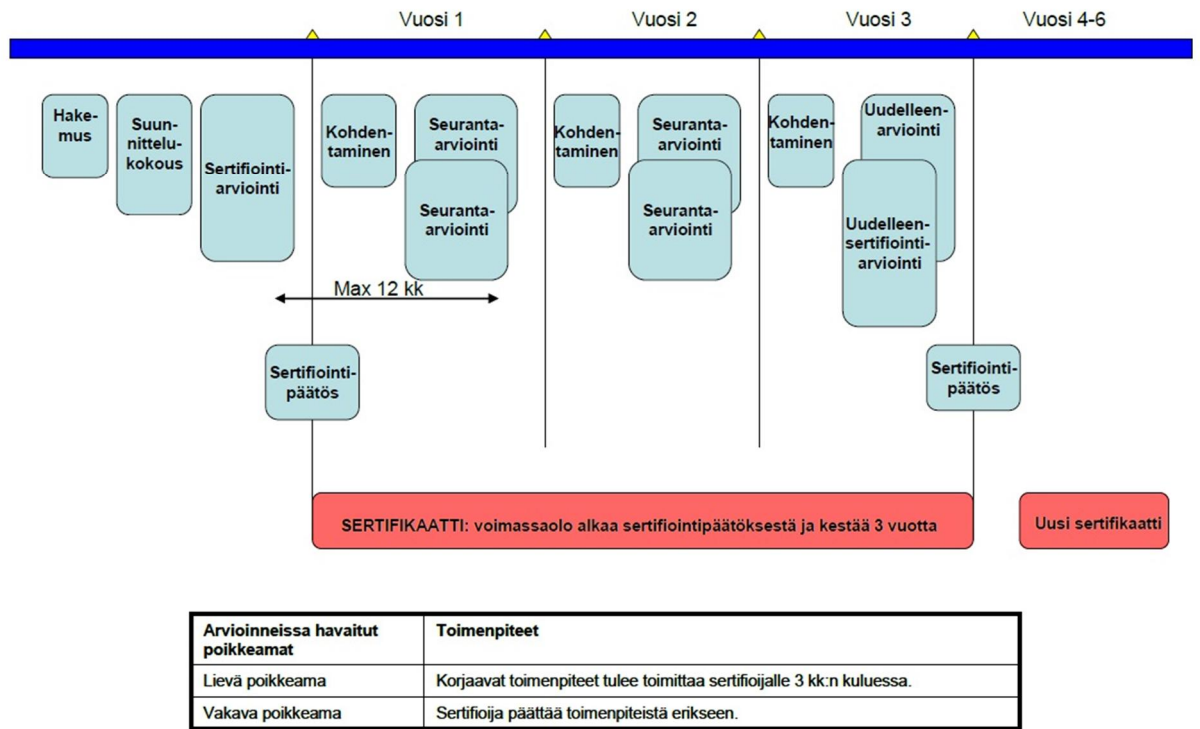 Vuosi 1
Vuosi 2
Vuosi 3
Vuosi 4-6
Hake-
mus
Suun-
nittelu-
kokous
Sertifiointi-
arviointi
Kohden-
taminen
Seuranta-
arviointi
Seuranta-
arviointi
Kohden-
taminen
Seuranta-
arviointi
Seuranta-
arviointi
Kohden-
taminen
Uudelleen-
arviointi
Uudelleen-
sertifiointi-
arviointi
Max 12 kk
Sertifiointi-
päätös
Sertifiointi-
päätös
SERTIFIKAATTI: voimassaolo alkaa sertifiointipäätöksestä ja kestää 3 vuotta
Uusi sertifikaatti
Arvioinneissa havaitut
poikkeamat
Toimenpiteet
Lievä poikkeama
Korjaavat toimenpiteet tulee toimittaa sertifioijalle 3 kk:n kuluessa.
Vakava poikkeama
Sertifioija päättää toimenpiteistä erikseen.